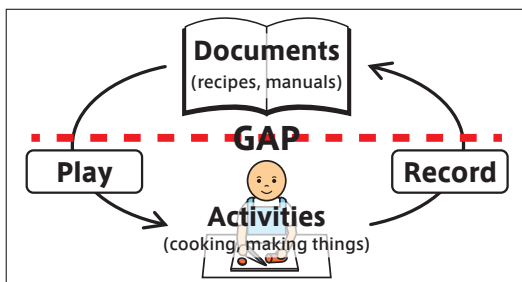 Documents
(recipes, manuals)
GAP
Play
Record
Activities
(cooking, making things)